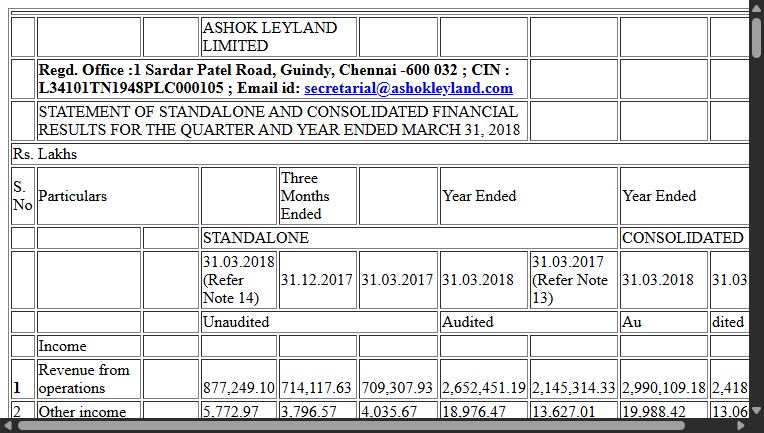 ASHOK LEYLAND
LIMITED
Regd. Office :1 Sardar Patel Road, Guindy, Chennai -600 032 ; CIN :
L34101TN1948PLC000105 ; Email id: secretarial@ashokleyland.com
STATEMENT OF STANDALONE AND CONSOLIDATED FINANCIAL
RESULTS FOR THE QUARTER AND YEAR ENDED MARCH 31, 2018
Rs. Lakhs
S. No Particulars Three Months Ended Year Ended Year Ended
STANDALONE CONSOLIDATED
31.03.2018 (Refer Note 14) 31.12.2017 31.03.2017 31.03.2018 31.03.2017 (Refer Note 13) 31.03.2018 31.03
Unaudited Audited Au dited
Income
1 Revenue from operations 877,249.10 714,117.63 709,307.93 2,652,451.19 2,145,314.33 2,990,109.18 2,418
2 Other income 5,772.97 3,796.57 4,035.67 18,976.47 13,627.01 19,988.42 13,06